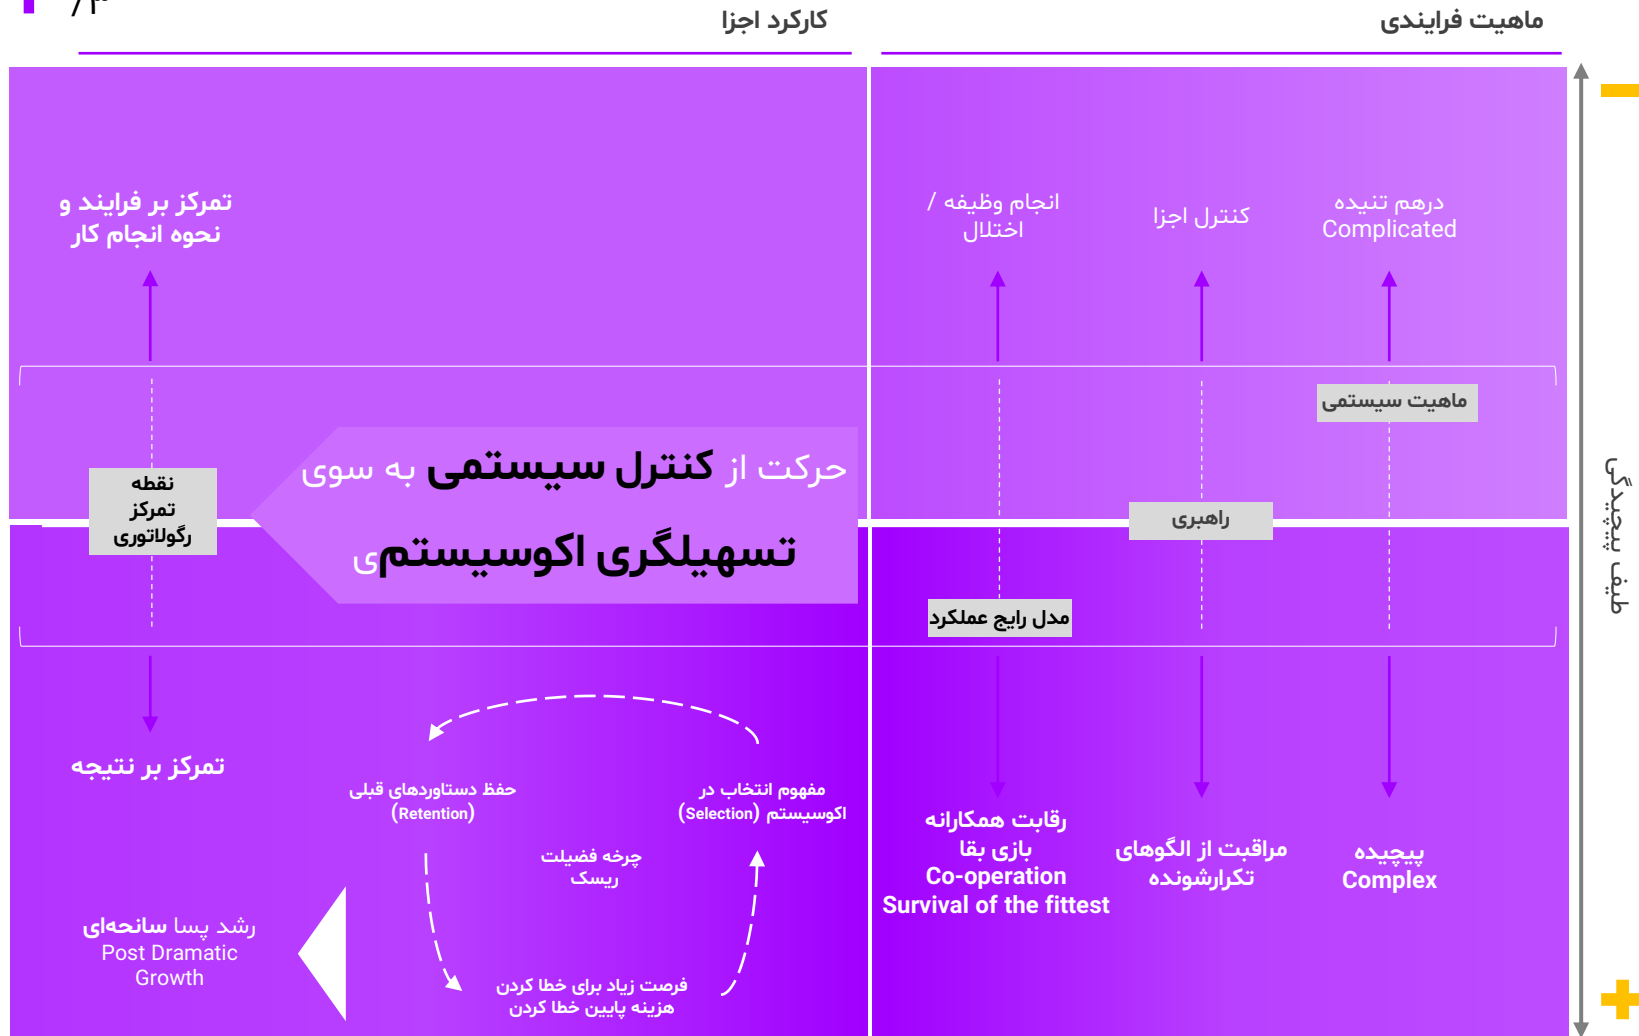 /۳
ماهیت فرایندی
کارکرد اجزا
درهم تنیده
Complicated
کنترل اجزا
انجام وظیفه /
اختلال
تمرکز بر فرایند و
نحوه انجام کار
ماهیت سیستمی
راهبری
مدل رایج عملکرد
نقطه
تمرکز
رگولاتوری
حرکت از کنترل سیستمی به سوی
تسهیلگری اکوسیستمی
طیف پیچیدگی
پیچیده
Complex
مراقبت از الگوهای
تکرارشونده
رقابت همکارانه
بازی بقا
Co-operation
Survival of the fittest
تمرکز بر نتیجه
مفهوم انتخاب در
اکوسیستم (Selection)
حفظ دستاوردهای قبلی
(Retention)
چرخه فضیلت
ریسک
فرصت زیاد برای خطا کردن
هزینه پایین خطا کردن
رشد پسا سانحه‌ای
Post Dramatic
Growth